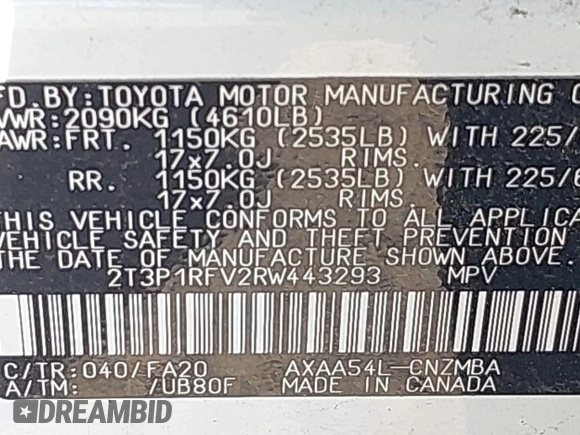 FD. BY: TOYOTA MOTOR MANUFACTURING
VWR: 2090KG (4610LB)
AWR: FRT. 1150KG (2535LB) WITH 225/
17x7.0J RIMS.
RR. 1150KG (2535LB) WITH 225/6
17x7.0J RIMS.
THIS VEHICLE CONFORMS TO ALL APPLICA
VEHICLE SAFETY AND THEFT PREVENTION
THE DATE OF MANUFACTURE SHOWN ABOVE.
2T3P1RFV2RW443293 MPV
C/TR: 040/FA20 AXAA54L-CNZMBA
A/TM: /UB80F MADE IN CANADA
DREAMBID